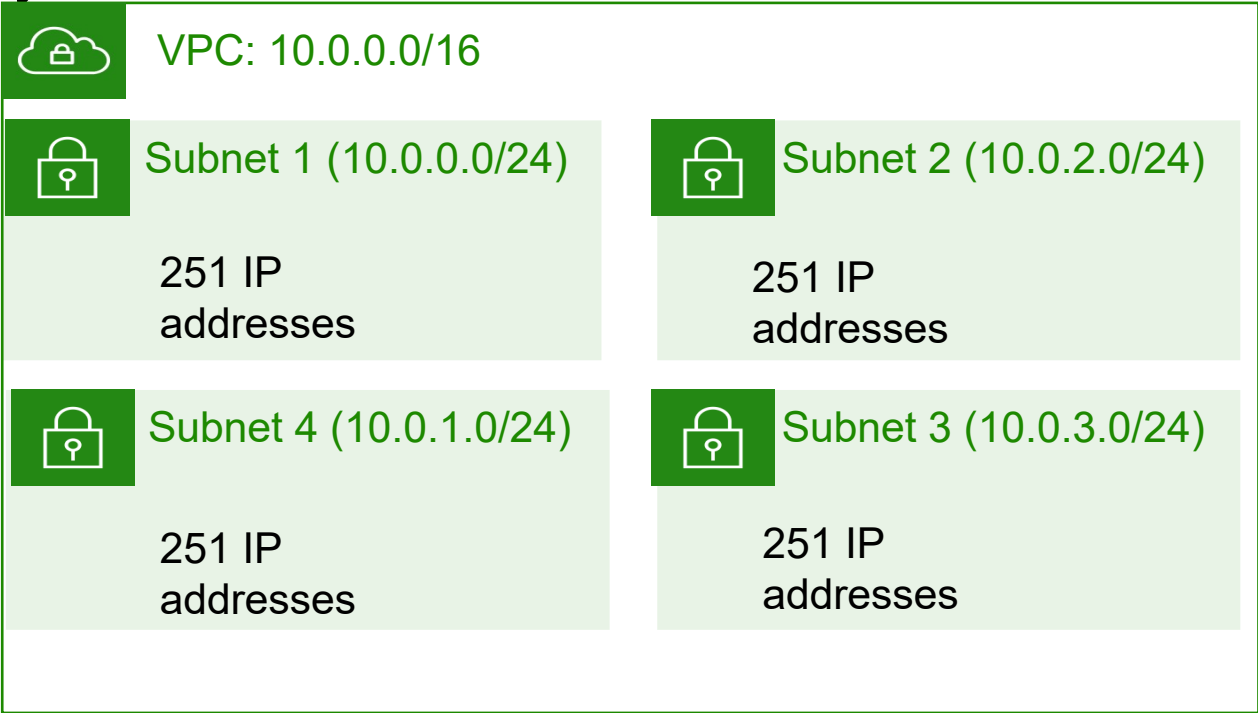 VPC: 10.0.0.0/16
Subnet 1 (10.0.0.0/24)
251 IP
addresses
Subnet 2 (10.0.2.0/24)
251 IP
addresses
Subnet 4 (10.0.1.0/24)
251 IP
addresses
Subnet 3 (10.0.3.0/24)
251 IP
addresses